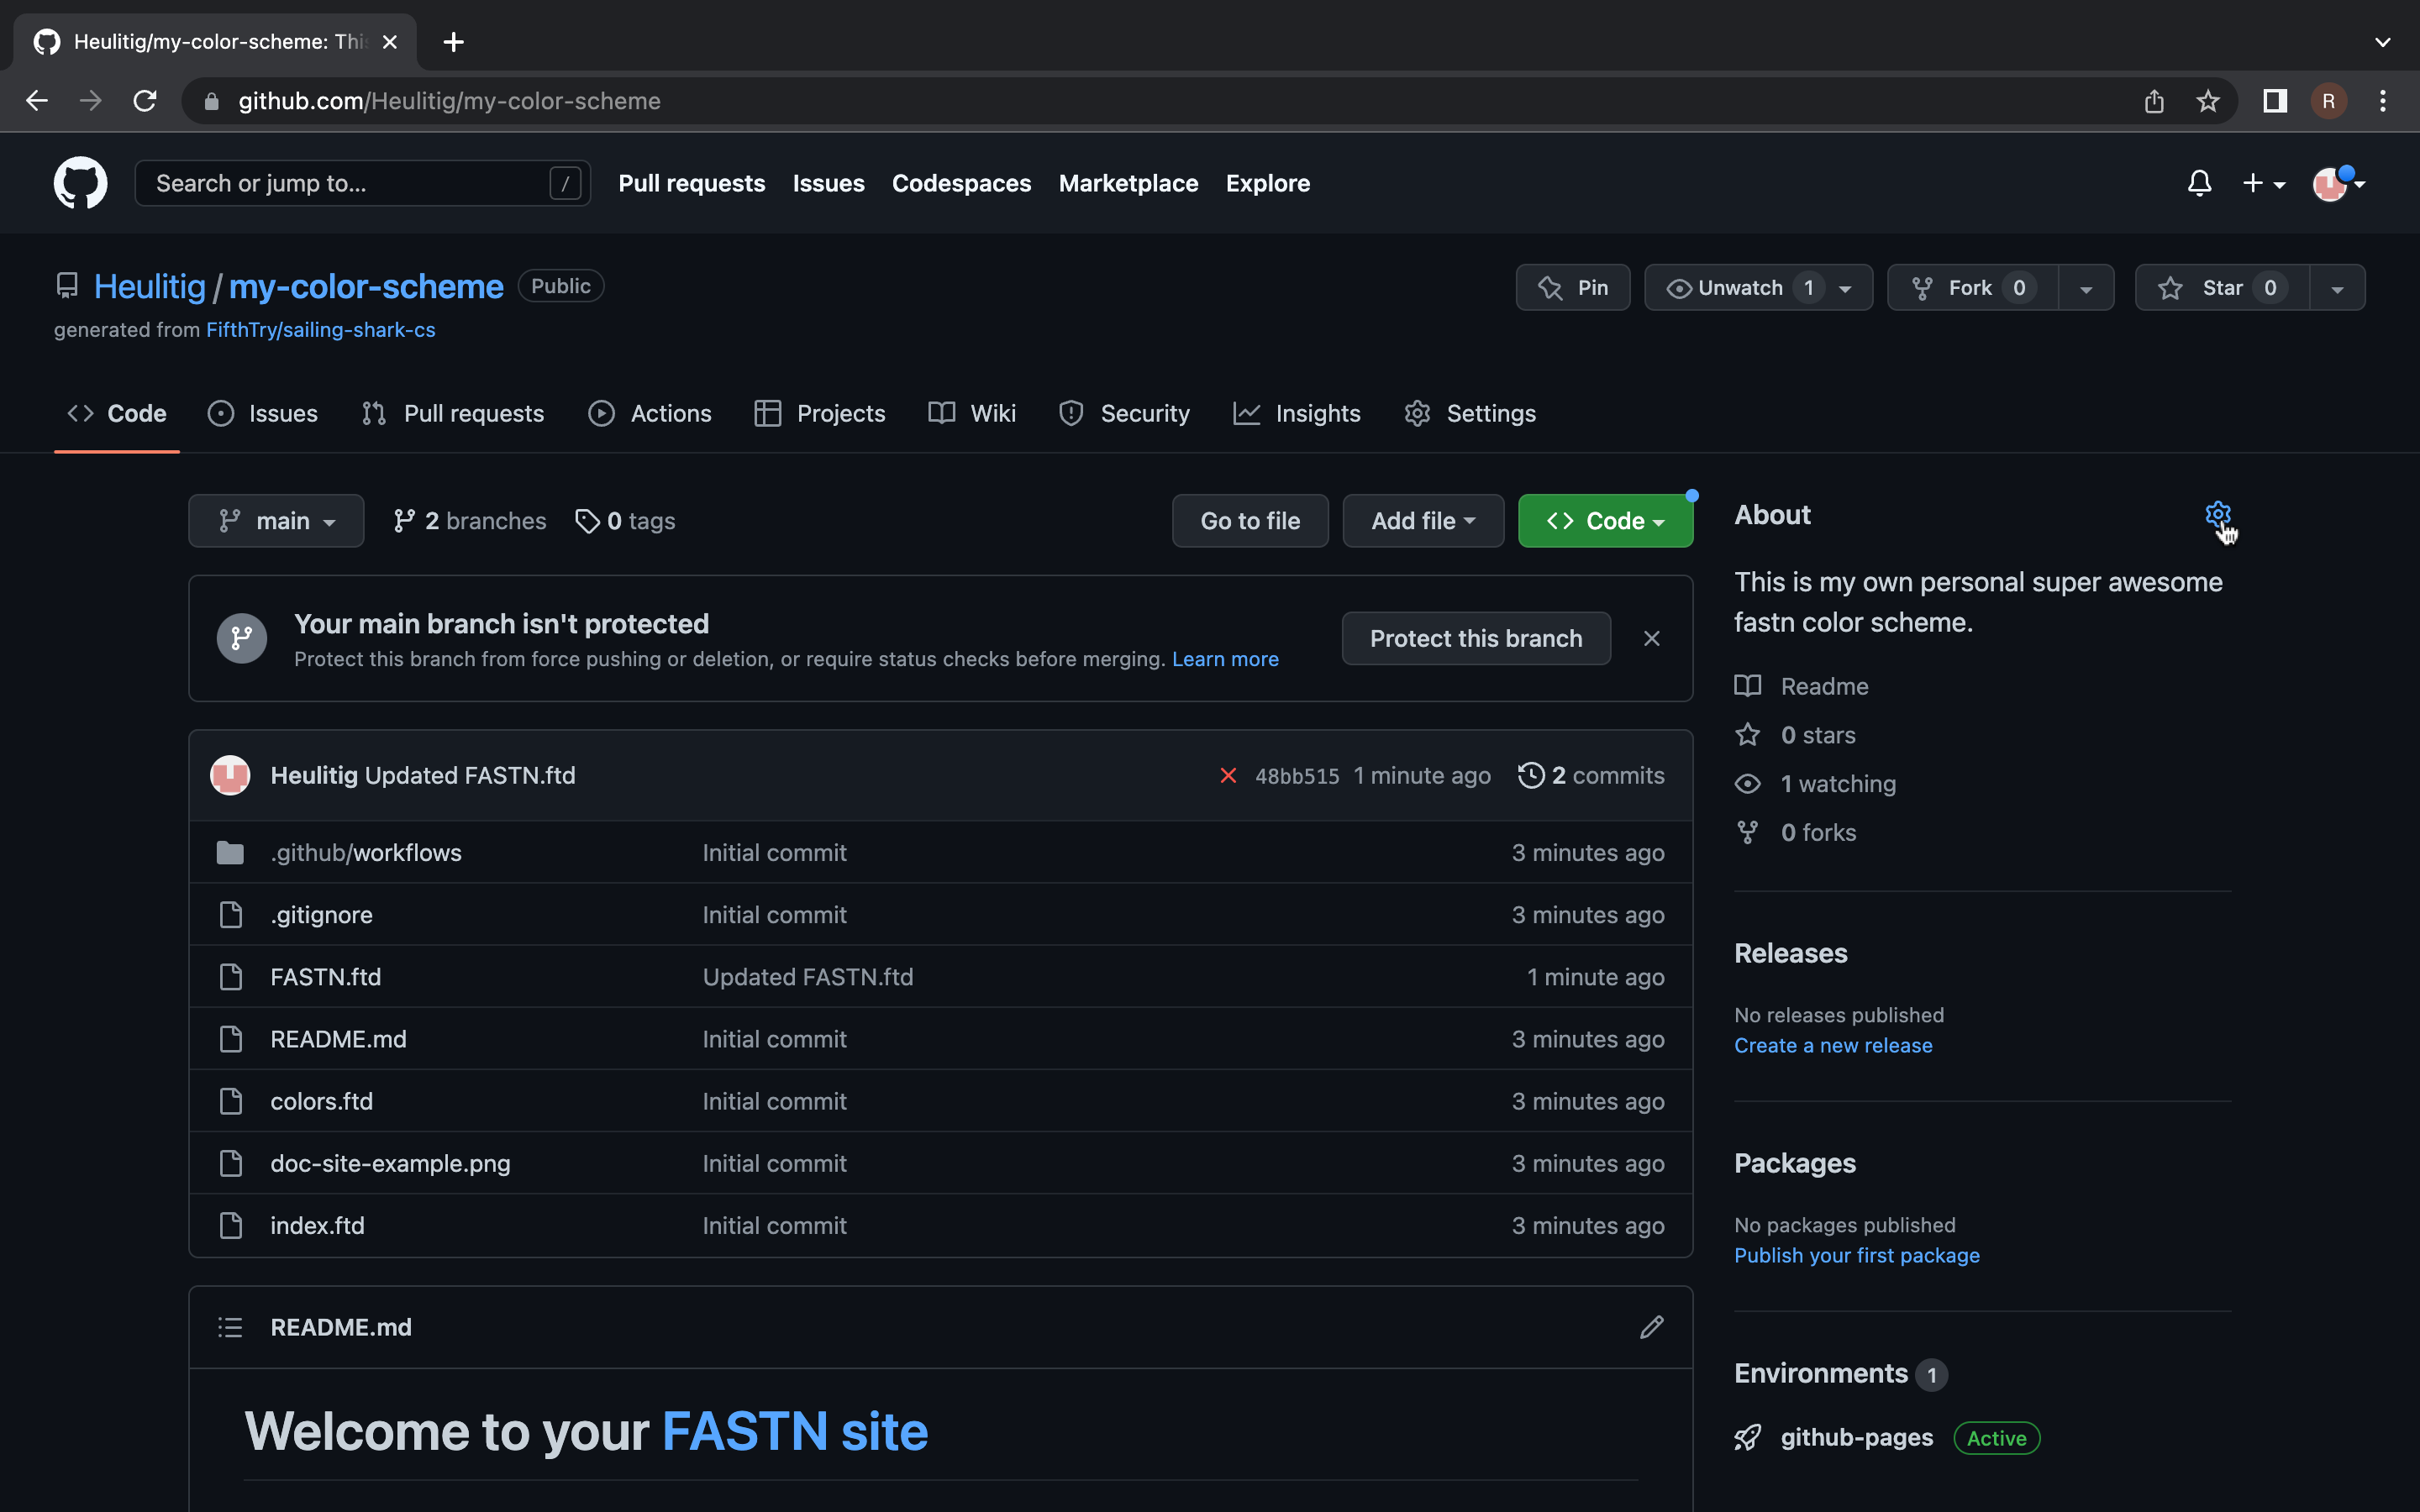 Heulitig/my-color-scheme: Thi
github.com/Heulitig/my-color-scheme
R
Search or jump to... /
Pull requests Issues Codespaces Marketplace Explore
Heulitig / my-color-scheme Public
generated from FifthTry/sailing-shark-cs
Pin Unwatch 1 Fork 0 Star 0
Code Issues Pull requests Actions Projects Wiki Security Insights Settings
main 2 branches 0 tags Go to file Add file Code
Your main branch isn't protected
Protect this branch from force pushing or deletion, or require status checks before merging. Learn more
Protect this branch
Heulitig Updated FASTN.ftd 48bb515 1 minute ago 2 commits
.github/workflows Initial commit 3 minutes ago
.gitignore Initial commit 3 minutes ago
FASTN.ftd Updated FASTN.ftd 1 minute ago
README.md Initial commit 3 minutes ago
colors.ftd Initial commit 3 minutes ago
doc-site-example.png Initial commit 3 minutes ago
index.ftd Initial commit 3 minutes ago
README.md
Welcome to your FASTN site
About
This is my own personal super awesome
fastn color scheme.
Readme
0 stars
1 watching
0 forks
Releases
No releases published
Create a new release
Packages
No packages published
Publish your first package
Environments 1
github-pages Active